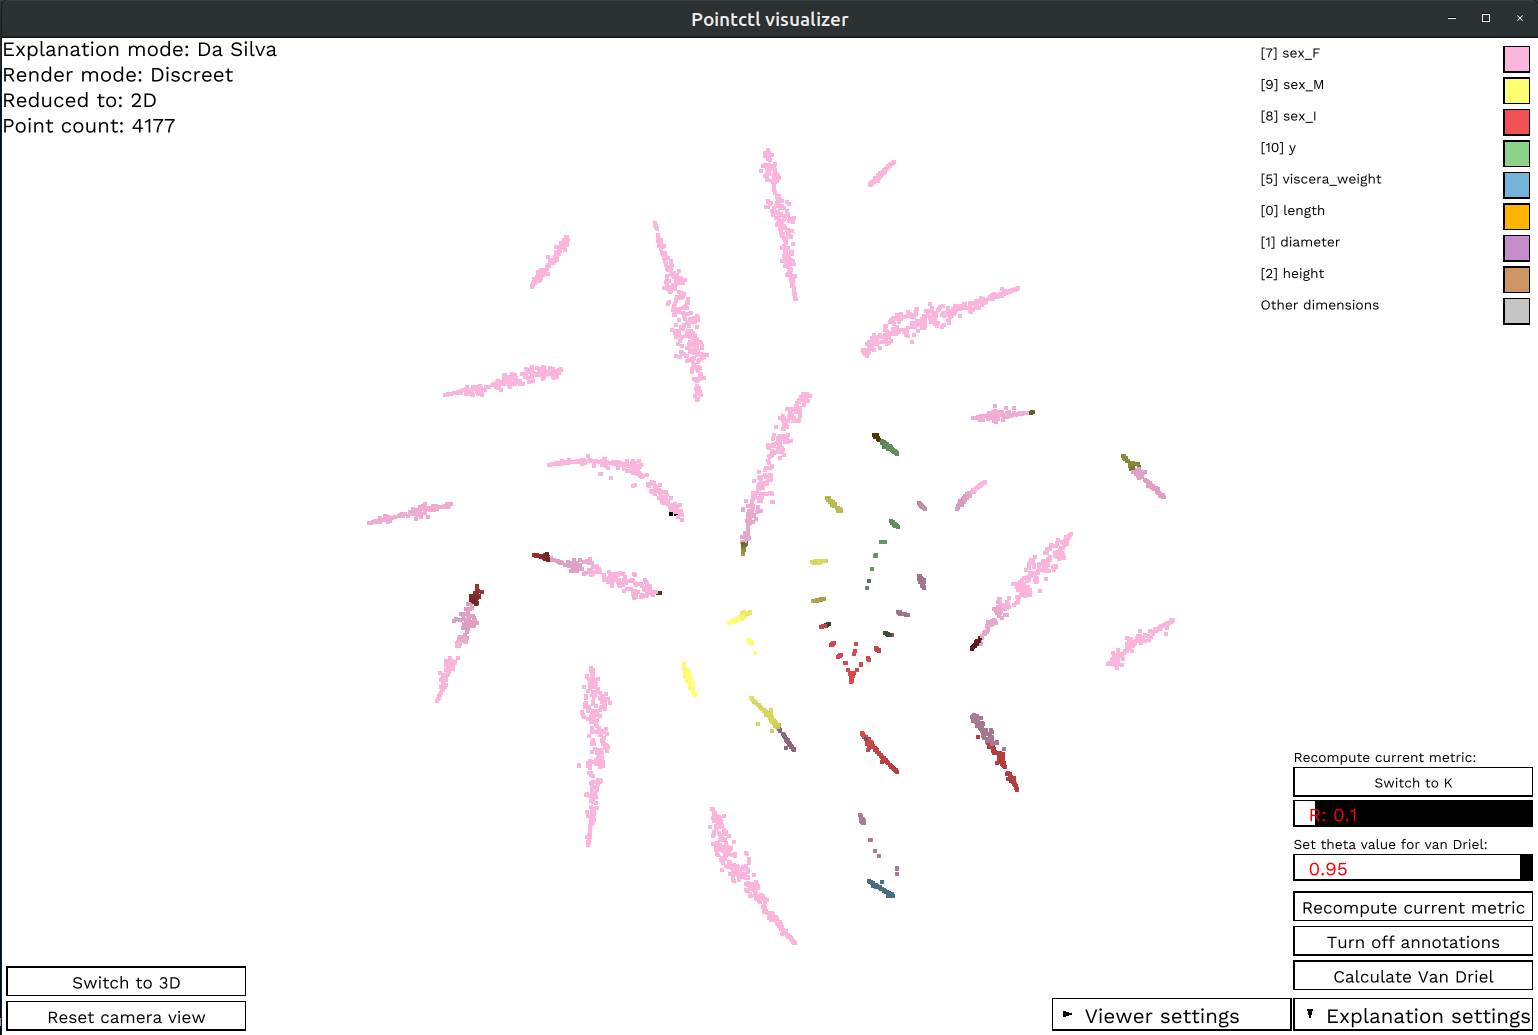 Pointctl visualizer
Explanation mode: Da Silva
Render mode: Discreet
Reduced to: 2D
Point count: 4177
[7] sex_F
[9] sex_M
[8] sex_I
[10] y
[5] viscera_weight
[0] length
[1] diameter
[2] height
Other dimensions
Recompute current metric:
Switch to K
R: 0.1
Set theta value for van Driel:
0.95
Recompute current metric
Turn off annotations
Calculate Van Driel
Switch to 3D
Reset camera view
Viewer settings
Explanation settings